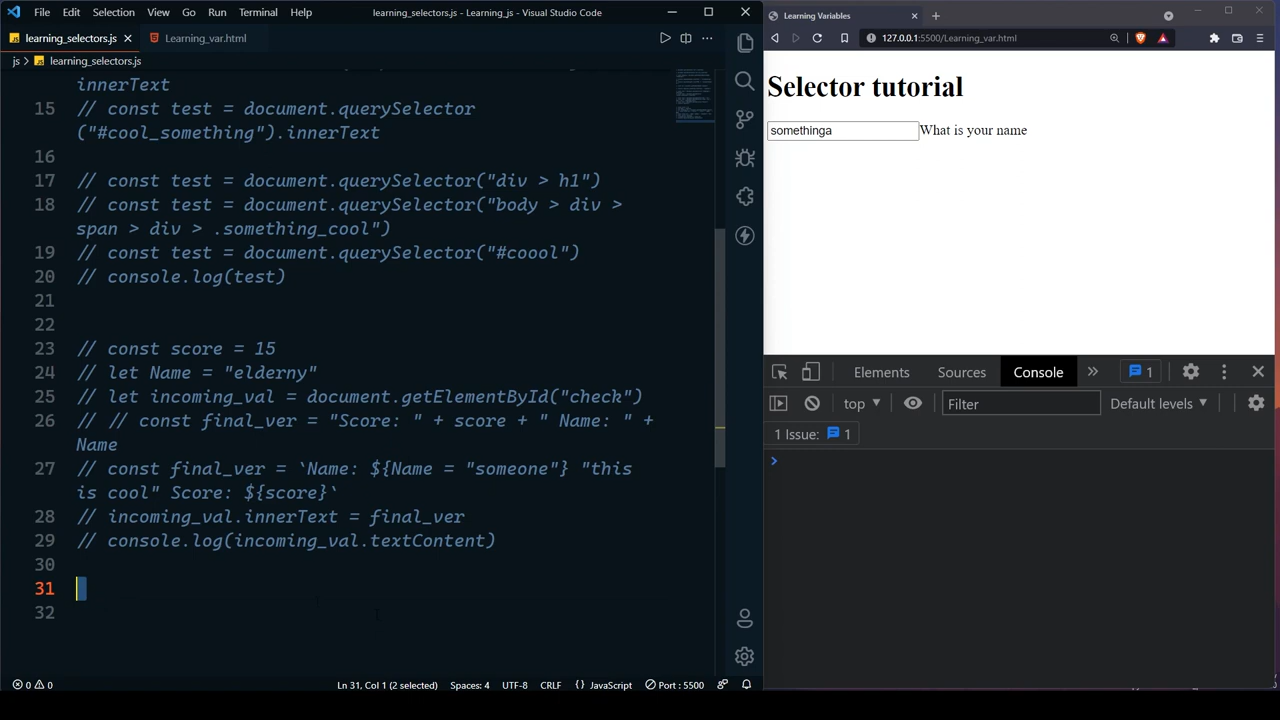 File Edit Selection View Go Run Terminal Help learning_selectors.js - Learning_js - Visual Studio Code
learning_selectors.js Learning_var.html
js > learning_selectors.js
innerText
15 // const test = document.querySelector
("#cool_something").innerText
16
17 // const test = document.querySelector("div > h1")
18 // const test = document.querySelector("body > div >
span > div > .something_cool")
19 // const test = document.querySelector("#coool")
20 // console.log(test)
21
22
23 // const score = 15
24 // let Name = "elderny"
25 // let incoming_val = document.getElementById("check")
26 // // const final_ver = "Score: " + score + " Name: " +
Name
27 // const final_ver = `Name: ${Name = "someone"} "this
is cool" Score: ${score}`
28 // incoming_val.innerText = final_ver
29 // console.log(incoming_val.textContent)
30
31
32
0 0 Ln 31, Col 1 (2 selected) Spaces: 4 UTF-8 CRLF {} JavaScript Port : 5500
Learning Variables
127.0.0.1:5500/Learning_var.html
Selector tutorial
somethinga What is your name
Elements Sources Console 1
top Filter Default levels
1 Issue: 1